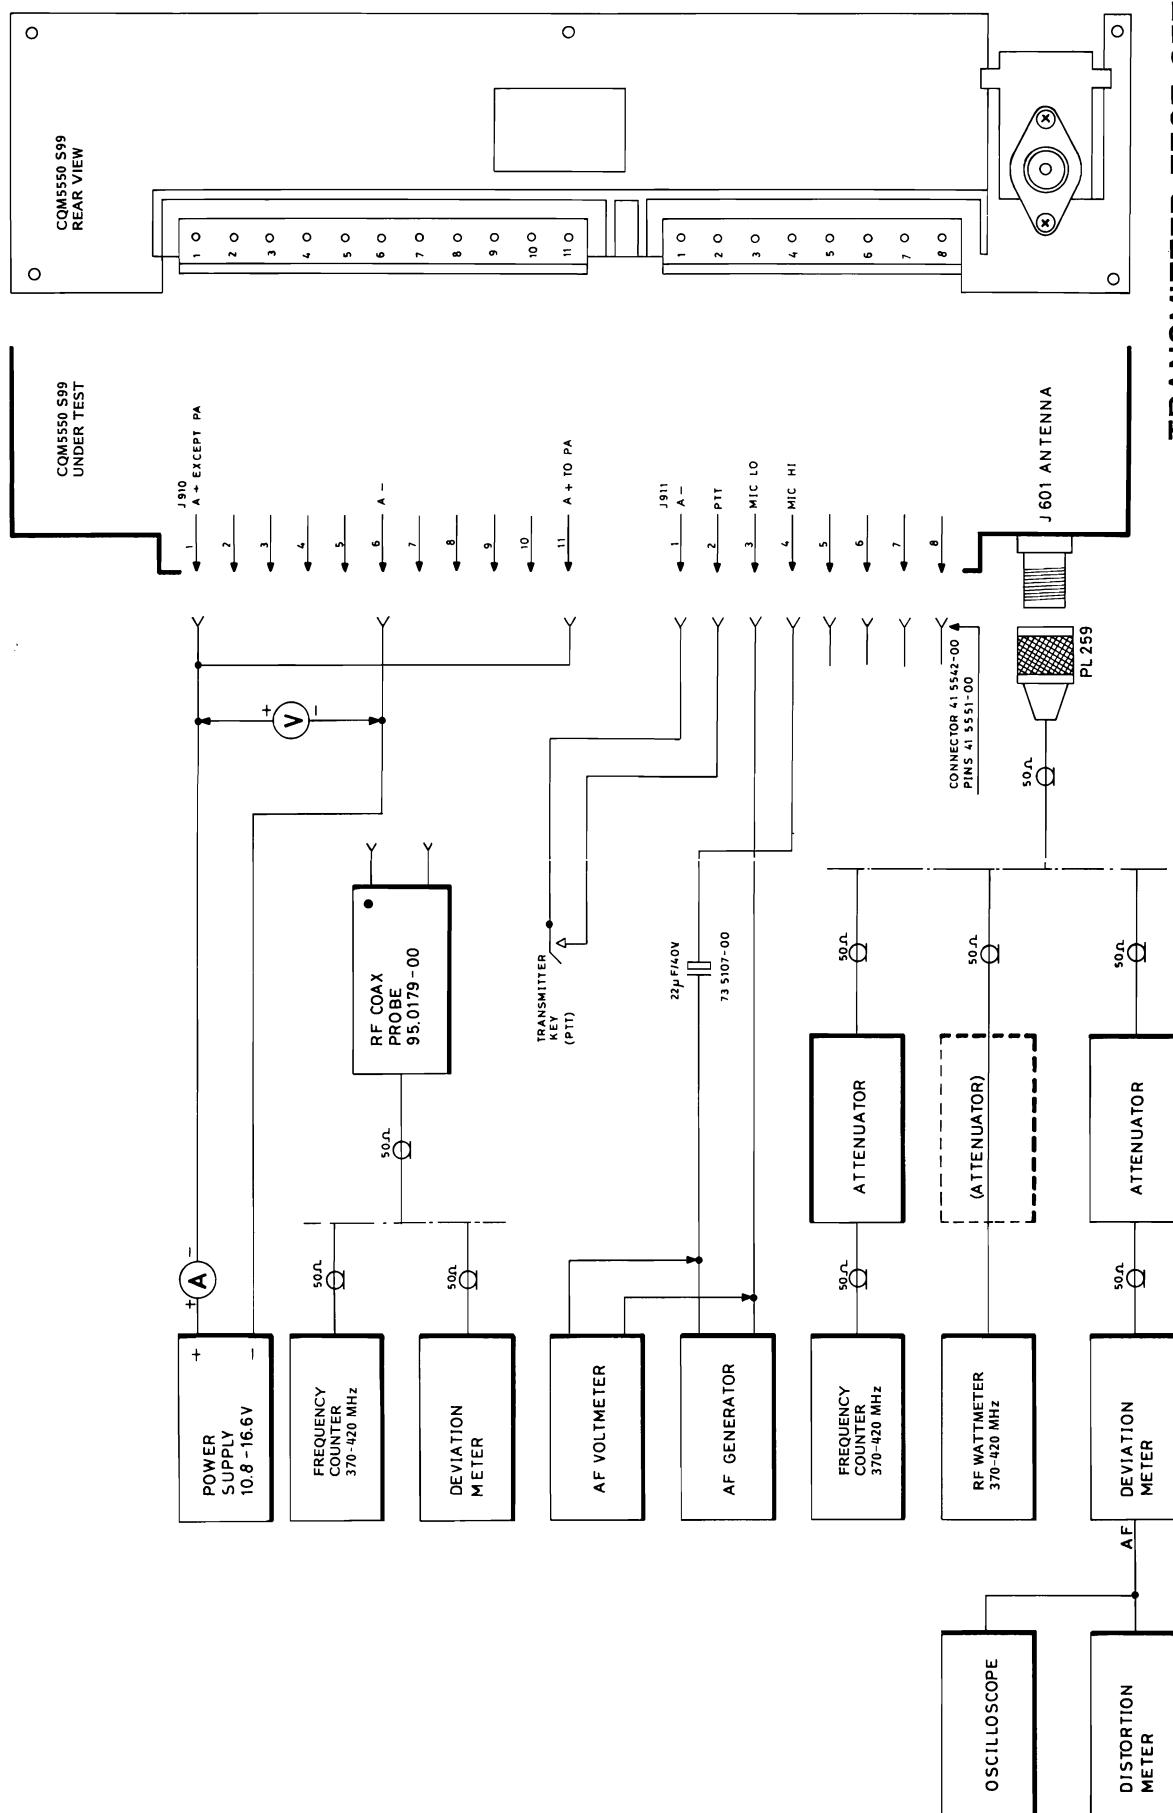 CQM5550 S99
REAR VIEW
1
2
3
4
5
6
7
8
9
10
11
1
2
3
4
5
6
7
8
CQM5550 S99
UNDER TEST
J910
1
A + EXCEPT PA
2
3
4
5
6
A −
7
8
9
10
11
A + TO PA
J911
1
A −
2
PTT
3
MIC LO
4
MIC HI
5
6
7
8
J 601 ANTENNA
+
V
−
CONNECTOR 41 5542-00
PINS 41 5551-00
PL 259
50Ω
RF COAX
PROBE
95.0179-00
TRANSMITTER
KEY
(PTT)
22µF/40V
73 5107-00
50Ω
50Ω
50Ω
50Ω
ATTENUATOR
(ATTENUATOR)
ATTENUATOR
+
A
−
50Ω
50Ω
50Ω
50Ω
POWER
SUPPLY
10.8 -16.6V
+
−
FREQUENCY
COUNTER
370-420 MHz
DEVIATION
METER
AF VOLTMETER
AF GENERATOR
FREQUENCY
COUNTER
370-420 MHz
RF WATTMETER
370-420 MHz
DEVIATION
METER
AF
OSCILLOSCOPE
DISTORTION
METER